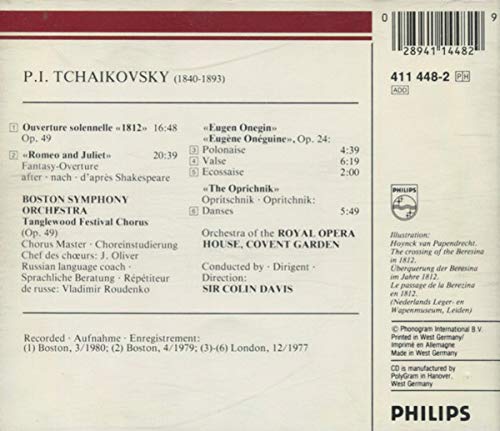 P.I. TCHAIKOVSKY (1840-1893)
1 Ouverture solennelle «1812» 16:48
Op. 49
2 «Romeo and Juliet» 20:39
Fantasy-Overture
after · nach · d'après Shakespeare
BOSTON SYMPHONY
ORCHESTRA
Tanglewood Festival Chorus
(Op. 49)
Chorus Master · Choreinstudierung
Chef des chœurs: J. Oliver
Russian language coach ·
Sprachliche Beratung · Répétiteur
de russe: Vladimir Roudenko
«Eugen Onegin»
«Eugène Onéguine», Op. 24:
3 Polonaise 4:39
4 Valse 6:19
5 Ecossaise 2:00
«The Oprichnik»
Opritschnik · Opritchnik:
6 Danses 5:49
Orchestra of the ROYAL OPERA
HOUSE, COVENT GARDEN
Conducted by · Dirigent ·
Direction:
SIR COLIN DAVIS
Recorded · Aufnahme · Enregistrement:
(1) Boston, 3/1980; (2) Boston, 4/1979; (3)-(6) London, 12/1977
0 9
28941 14482
411 448-2 PH
ADD
PHILIPS
Illustration:
Hoynck van Papendrecht.
The crossing of the Beresina
in 1812.
Überquerung der Beresina
im Jahre 1812.
Le passage de la Berezina
en 1812.
(Nederlands Leger- en
Wapenmuseum, Leiden)
Ⓟ Phonogram International B.V.
Printed in West Germany/
Imprimé en Allemagne
Made in West Germany
CD is manufactured by
PolyGram in Hanover,
West Germany
PHILIPS